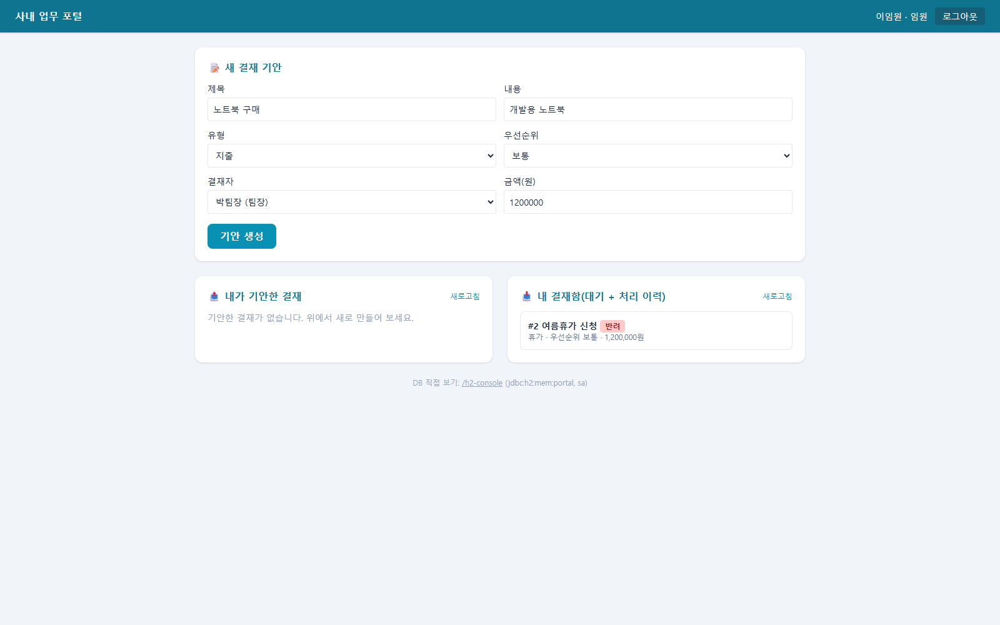 사내 업무 포털
이임원 · 임원
로그아웃
새 결재 기안
제목
내용
노트북 구매
개발용 노트북
유형
우선순위
지출
보통
결재자
금액(원)
박팀장 (팀장)
1200000
기안 생성
내가 기안한 결재
새로고침
기안한 결재가 없습니다. 위에서 새로 만들어 보세요.
내 결재함(대기 + 처리 이력)
새로고침
#2 여름휴가 신청 반려
휴가 · 우선순위 보통 · 1,200,000원
DB 직접 보기: /h2-console (jdbc:h2:mem:portal, sa)